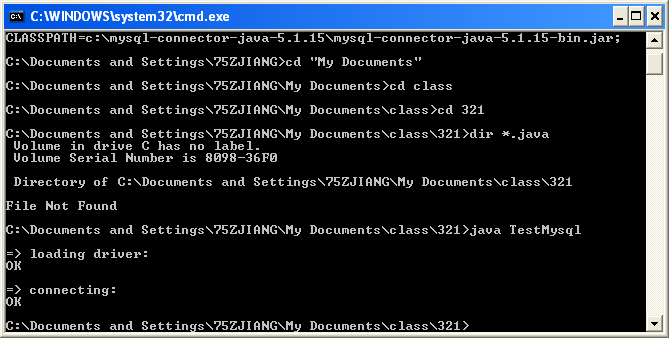 C:\WINDOWS\system32\cmd.exe
CLASSPATH=c:\mysql-connector-java-5.1.15\mysql-connector-java-5.1.15-bin.jar;
C:\Documents and Settings\75ZJIANG>cd "My Documents"
C:\Documents and Settings\75ZJIANG\My Documents>cd class
C:\Documents and Settings\75ZJIANG\My Documents\class>cd 321
C:\Documents and Settings\75ZJIANG\My Documents\class\321>dir *.java
Volume in drive C has no label.
Volume Serial Number is 8098-36F0
Directory of C:\Documents and Settings\75ZJIANG\My Documents\class\321
File Not Found
C:\Documents and Settings\75ZJIANG\My Documents\class\321>java TestMysql
=> loading driver:
OK
=> connecting:
OK
C:\Documents and Settings\75ZJIANG\My Documents\class\321>